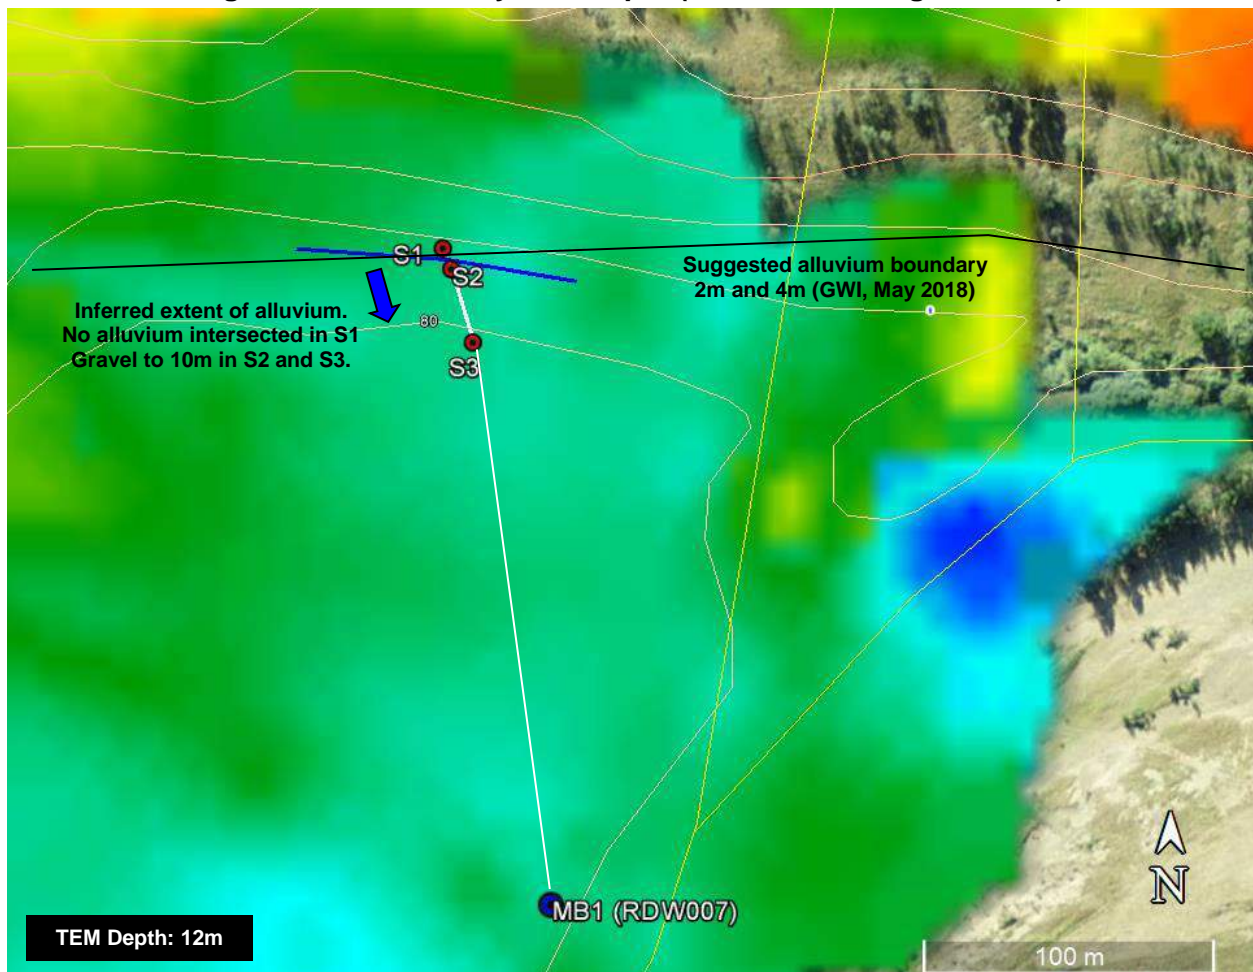 S1
S2
Suggested alluvium boundary
2m and 4m (GWI, May 2018)
Inferred extent of alluvium.
No alluvium intersected in S1
Gravel to 10m in S2 and S3.
80
S3
MB1 (RDW007)
N
TEM Depth: 12m
100 m